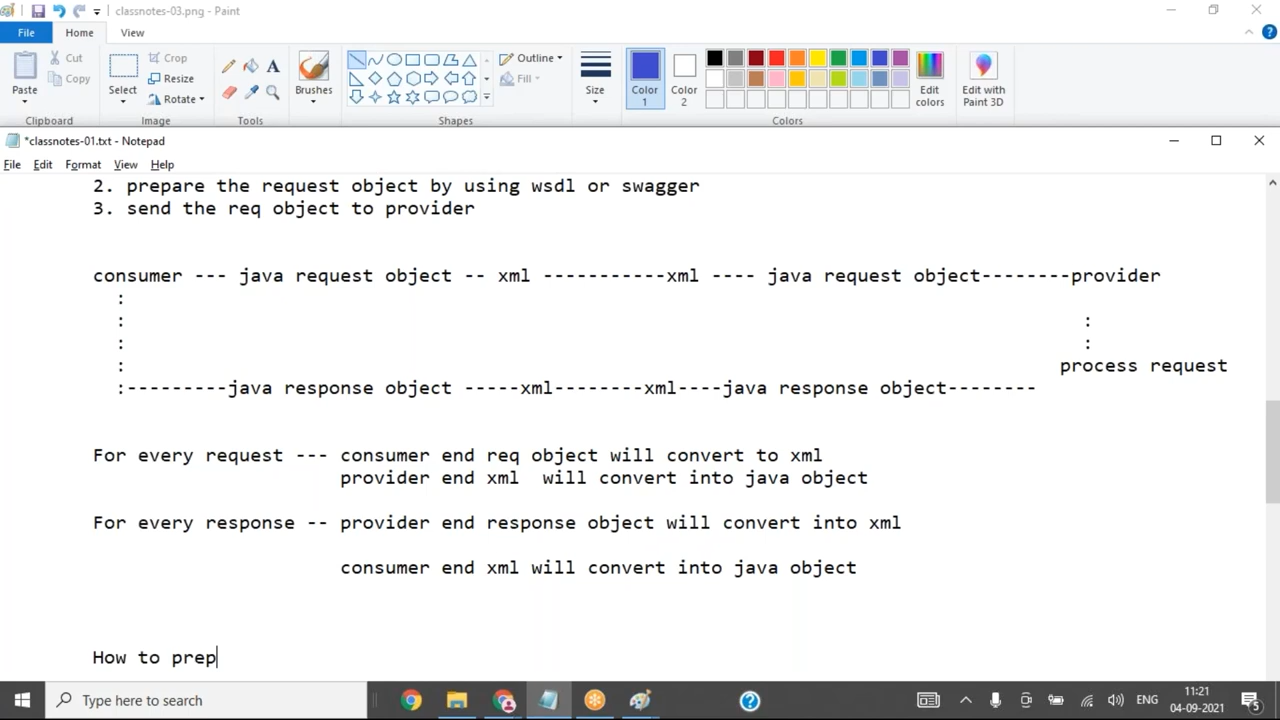 classnotes-03.png - Paint
File Home View
Paste Cut Copy Select Crop Resize Rotate Brushes Outline Fill Size Color 1 Color 2 Edit colors Edit with Paint 3D
Clipboard Image Tools Shapes Colors
*classnotes-01.txt - Notepad
File Edit Format View Help
2. prepare the request object by using wsdl or swagger
3. send the req object to provider
consumer --- java request object -- xml -----------xml ---- java request object--------provider
:
: :
: :
: process request
:---------java response object -----xml--------xml----java response object--------
For every request --- consumer end req object will convert to xml
provider end xml  will convert into java object
For every response -- provider end response object will convert into xml
consumer end xml will convert into java object
How to prep
Type here to search
ENG
11:21
04-09-2021
5